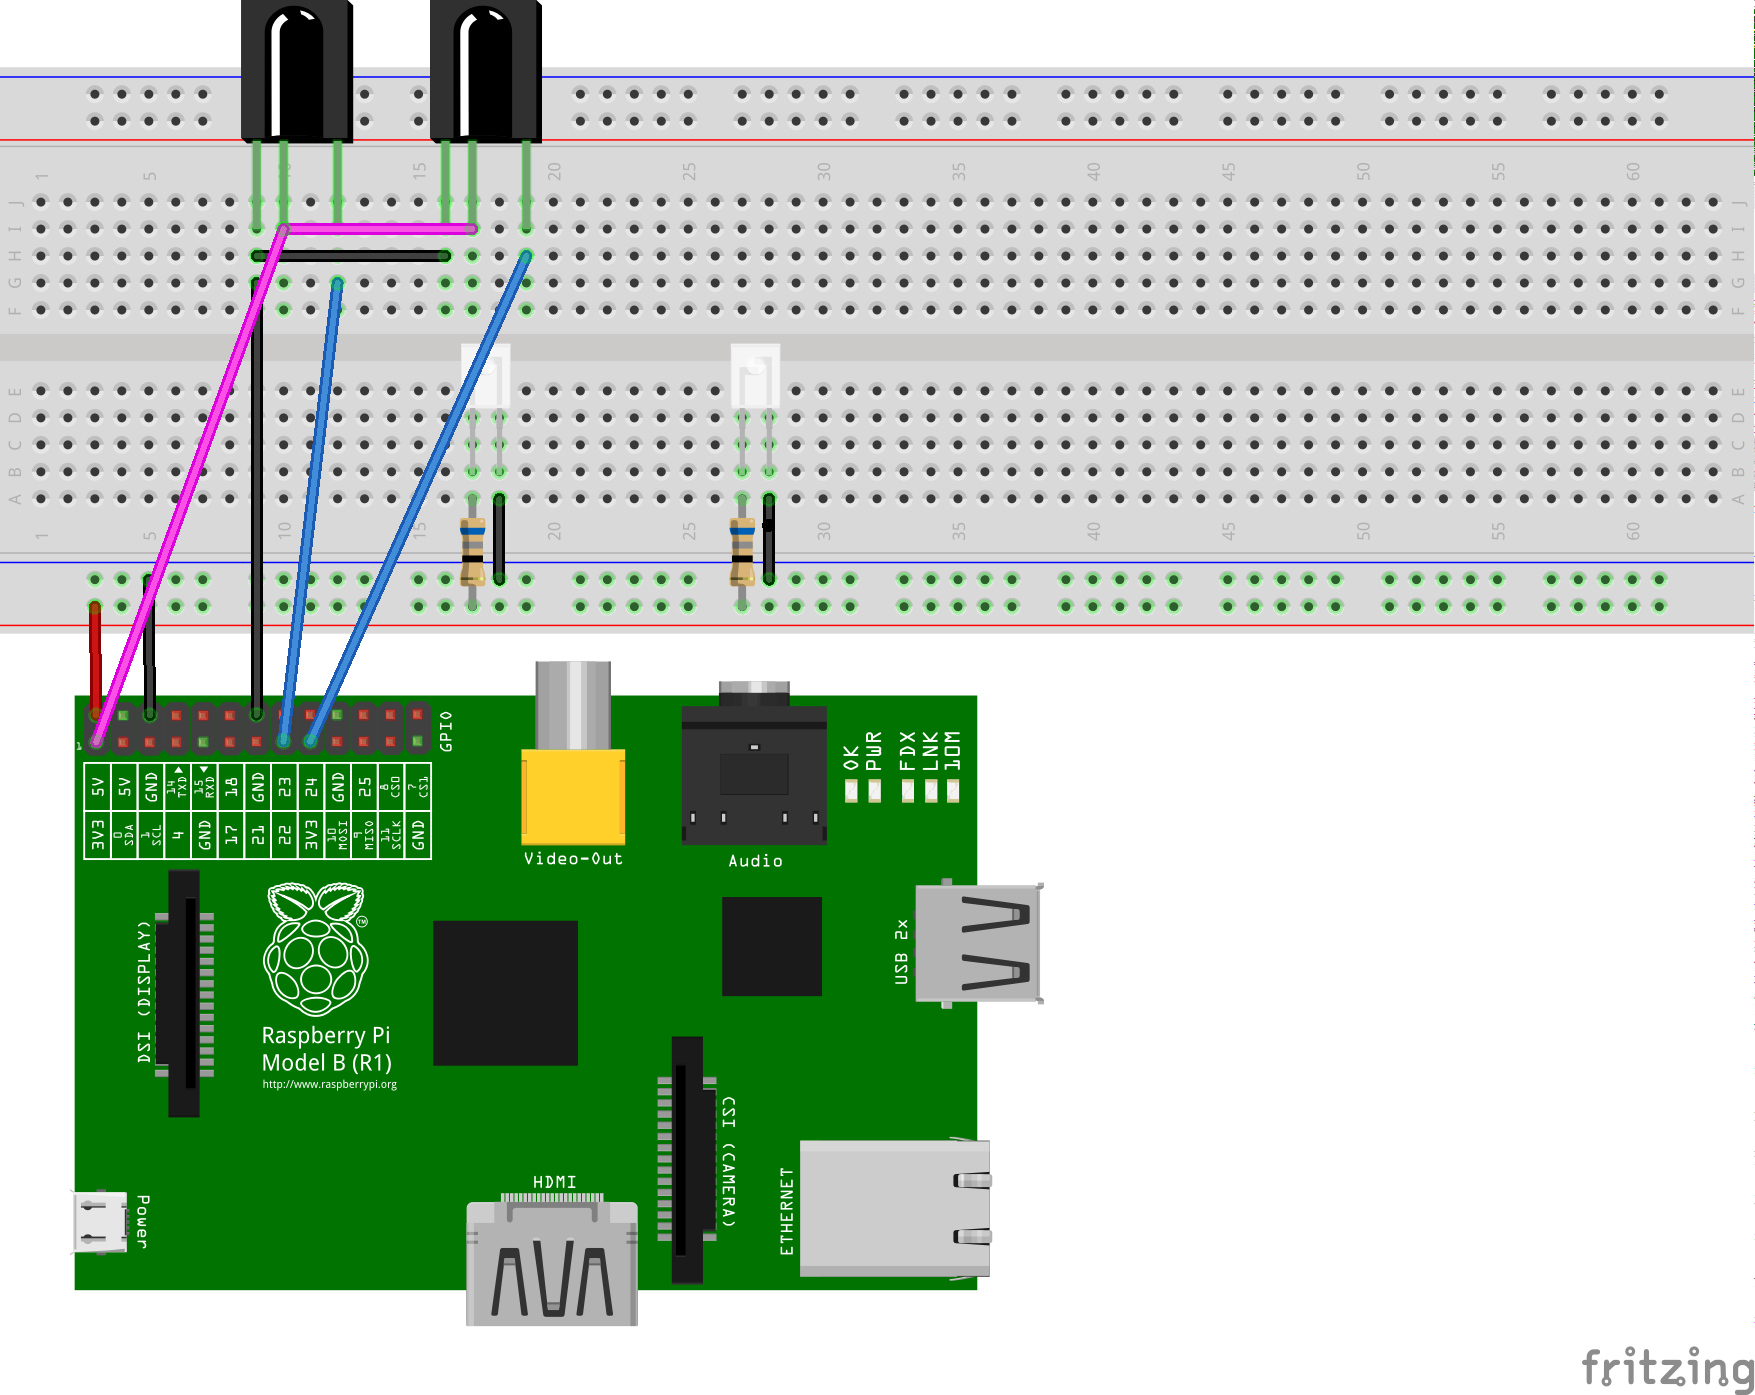 1 5 10 15 20 25 30 35 40 45 50 55 60
J J
I I
H H
G G
F F
E E
D D
C C
B B
A A
1 5 10 15 20 25 30 35 40 45 50 55 60
1
GPIO
5V 5V GND 14 TXD 15 RXD 18 GND 23 24 GND 25 8 CS0 7 CS1
3V3 0 SDA 1 SCL 4 GND 17 21 22 3V3 10 MOSI 9 MISO 11 SCLK GND
OK PWR FDX LNK 10M
Video-Out
Audio
USB 2x
DSI (DISPLAY)
TM
Raspberry Pi
Model B (R1)
http://www.raspberrypi.org
CSI (CAMERA)
HDMI
ETHERNET
Power
fritzing